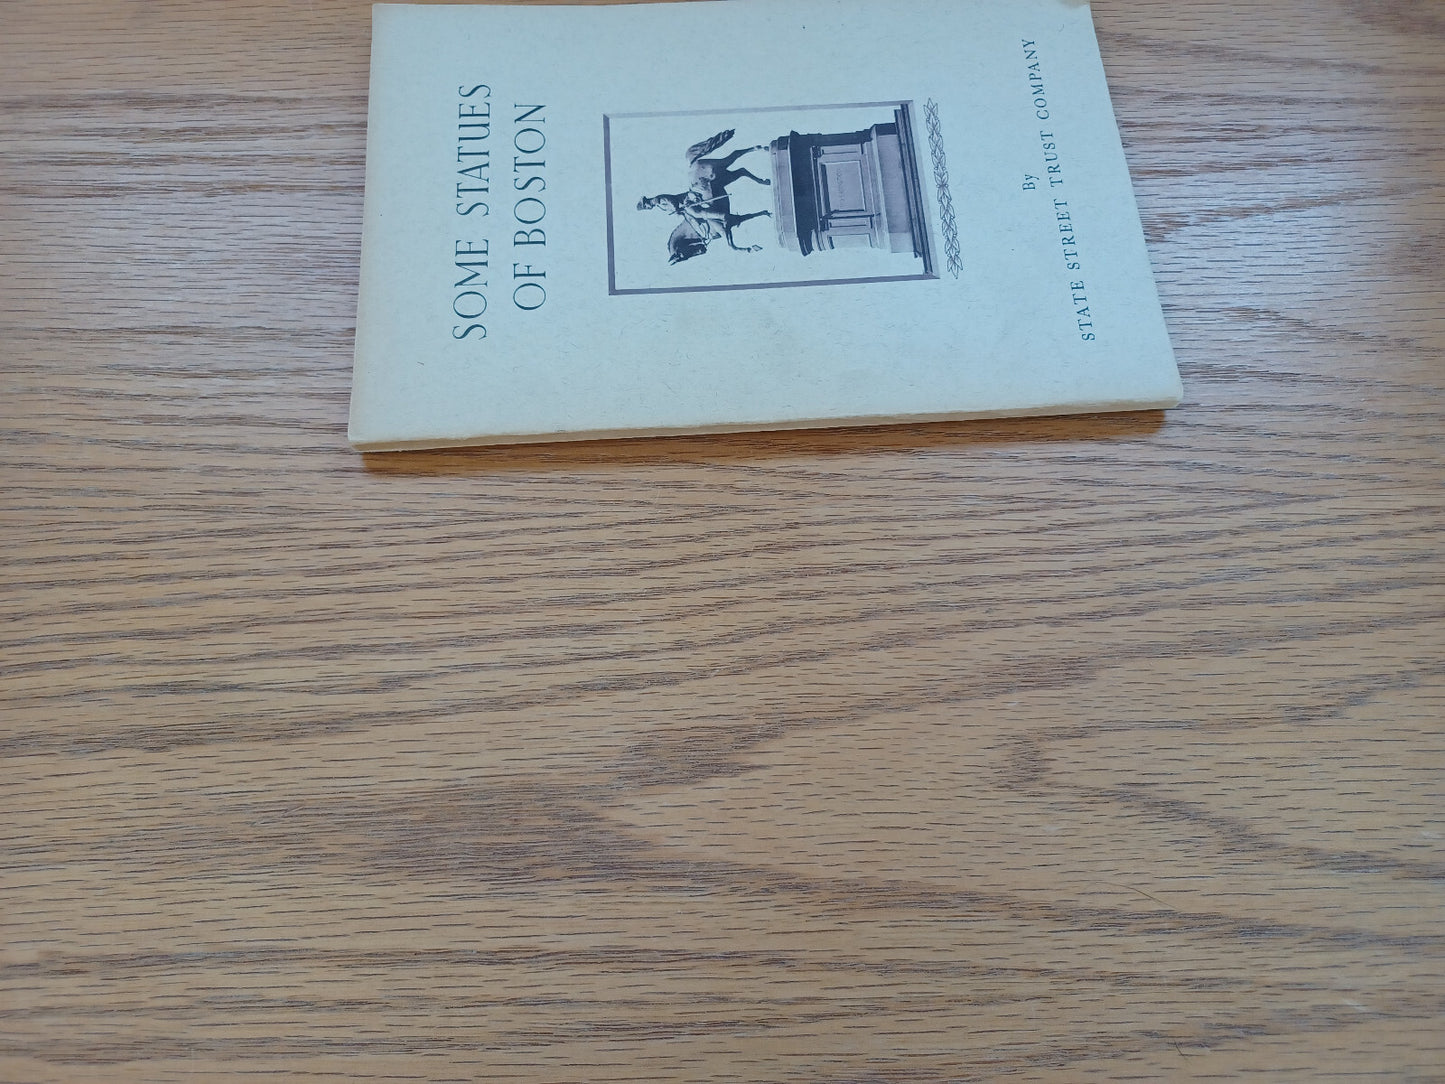 SOME STATUES
OF BOSTON
By
STATE STREET TRUST COMPANY